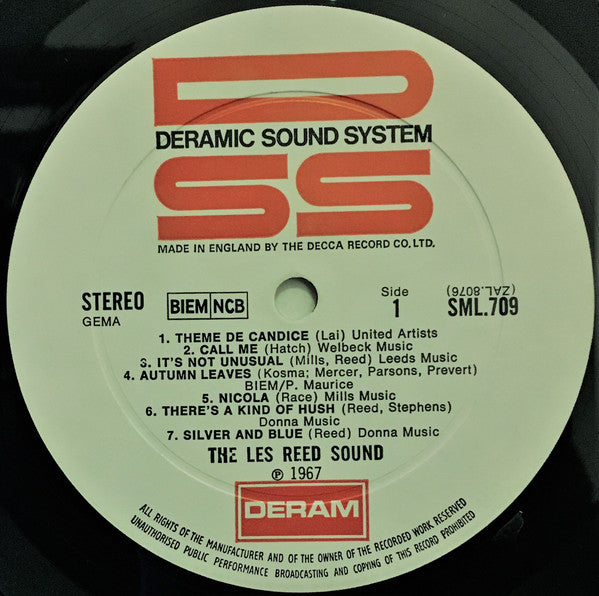 D
DERAMIC SOUND SYSTEM
SS
MADE IN ENGLAND BY THE DECCA RECORD CO. LTD.
STEREO
GEMA
BIEM NCB
Side
1
(ZAL.8076)
SML.709
1. THEME DE CANDICE (Lai) United Artists
2. CALL ME (Hatch) Welbeck Music
3. IT'S NOT UNUSUAL (Mills, Reed) Leeds Music
4. AUTUMN LEAVES (Kosma; Mercer, Parsons, Prevert)
BIEM/P. Maurice
5. NICOLA (Race) Mills Music
6. THERE'S A KIND OF HUSH (Reed, Stephens)
Donna Music
7. SILVER AND BLUE (Reed) Donna Music
THE LES REED SOUND
℗ 1967
DERAM
ALL RIGHTS OF THE MANUFACTURER AND OF THE OWNER OF THE RECORDED WORK RESERVED
UNAUTHORISED PUBLIC PERFORMANCE BROADCASTING AND COPYING OF THIS RECORD PROHIBITED